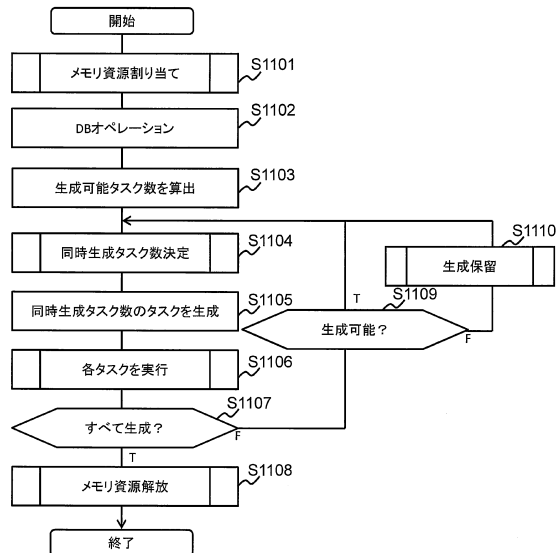 開始
メモリ資源割り当て
S1101
DBオペレーション
S1102
生成可能タスク数を算出
S1103
同時生成タスク数決定
S1104
生成保留
S1110
同時生成タスク数のタスクを生成
S1105
T
生成可能?
S1109
F
各タスクを実行
S1106
すべて生成?
S1107
F
T
メモリ資源解放
S1108
終了